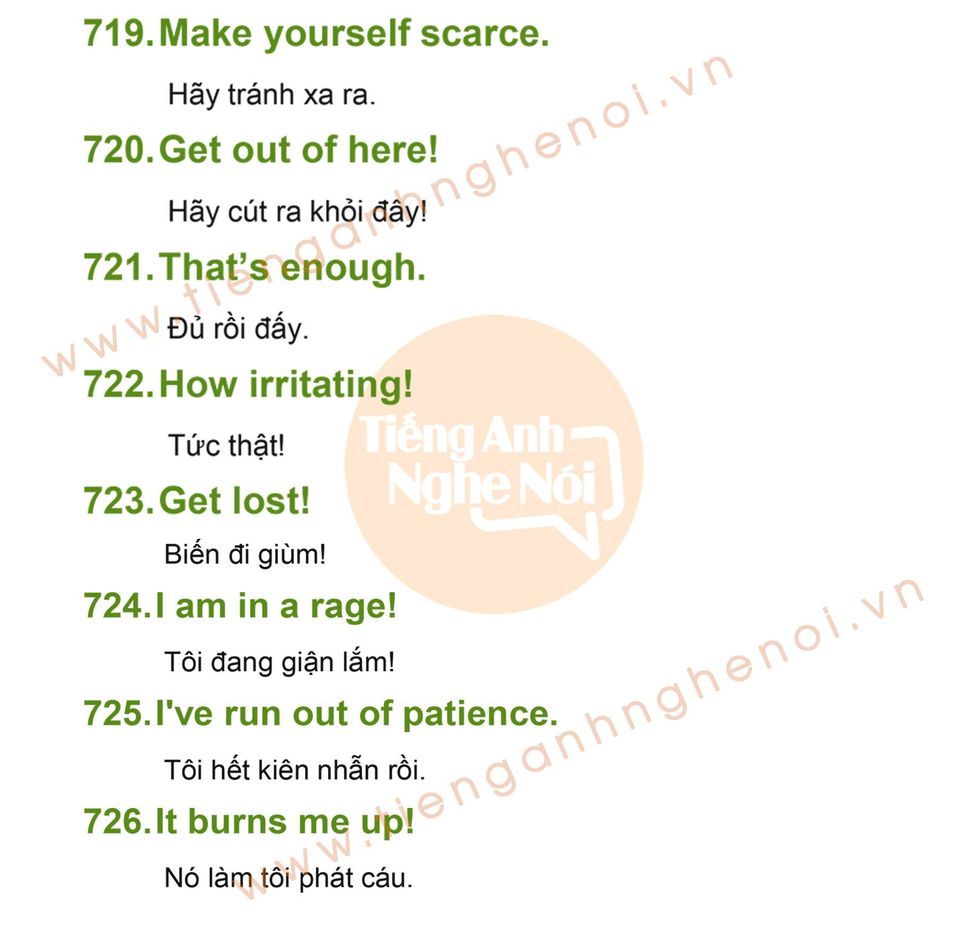 719. Make yourself scarce.
Hãy tránh xa ra.
720. Get out of here!
Hãy cút ra khỏi đây!
721. That’s enough.
Đủ rồi đấy.
722. How irritating!
Tức thật!
723. Get lost!
Biến đi giùm!
724. I am in a rage!
Tôi đang giận lắm!
725. I've run out of patience.
Tôi hết kiên nhẫn rồi.
726. It burns me up!
Nó làm tôi phát cáu.
www.tienganhnghenoi.vn
Tiếng Anh
Nghe Nói
www.tienganhnghenoi.vn